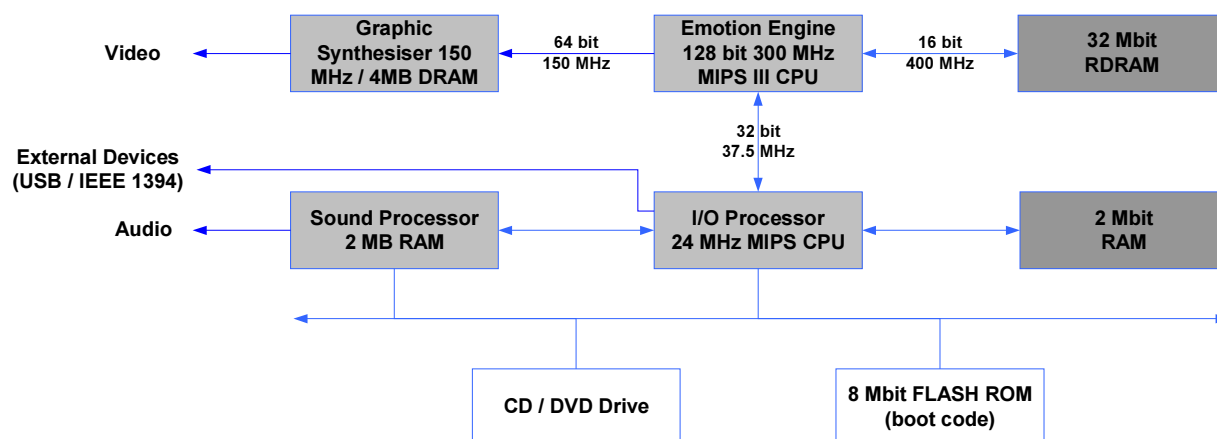 Video
Graphic
Synthesiser 150
MHz / 4MB DRAM
64 bit
150 MHz
Emotion Engine
128 bit 300 MHz
MIPS III CPU
16 bit
400 MHz
32 Mbit
RDRAM
32 bit
37.5 MHz
External Devices
(USB / IEEE 1394)
Audio
Sound Processor
2 MB RAM
I/O Processor
24 MHz MIPS CPU
2 Mbit
RAM
CD / DVD Drive
8 Mbit FLASH ROM
(boot code)